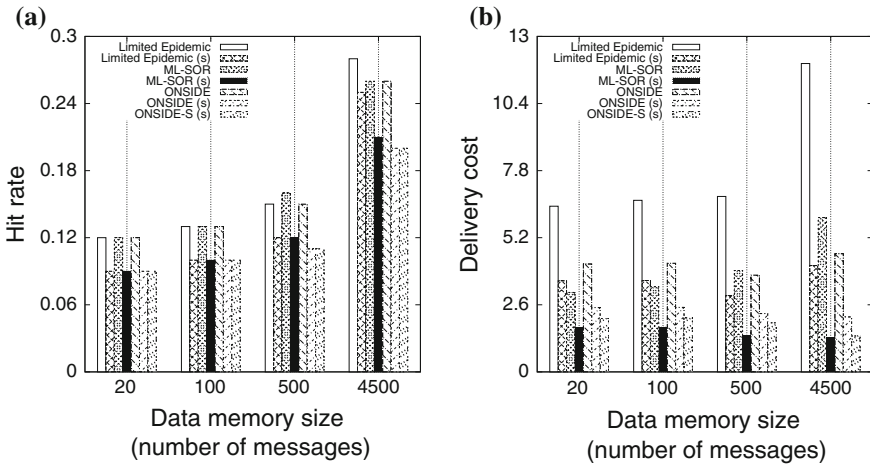 (a)
0.3
0.24
0.18
0.12
0.06
0
Hit rate
Limited Epidemic
Limited Epidemic (s)
ML-SOR
ML-SOR (s)
ONSIDE
ONSIDE (s)
ONSIDE-S (s)
20 100 500 4500
Data memory size
(number of messages)
(b)
13
10.4
7.8
5.2
2.6
0
Delivery cost
Limited Epidemic
Limited Epidemic (s)
ML-SOR
ML-SOR (s)
ONSIDE
ONSIDE (s)
ONSIDE-S (s)
20 100 500 4500
Data memory size
(number of messages)